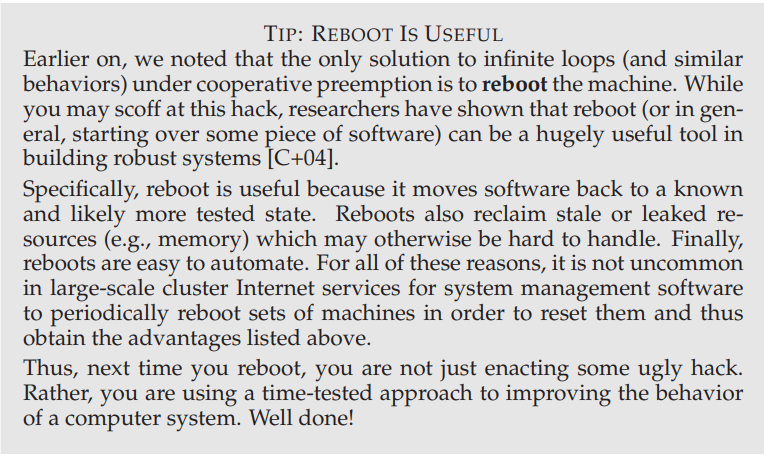 TIP: REBOOT IS USEFUL
Earlier on, we noted that the only solution to infinite loops (and similar
behaviors) under cooperative preemption is to reboot the machine. While
you may scoff at this hack, researchers have shown that reboot (or in gen-
eral, starting over some piece of software) can be a hugely useful tool in
building robust systems [C+04].
Specifically, reboot is useful because it moves software back to a known
and likely more tested state. Reboots also reclaim stale or leaked re-
sources (e.g., memory) which may otherwise be hard to handle. Finally,
reboots are easy to automate. For all of these reasons, it is not uncommon
in large-scale cluster Internet services for system management software
to periodically reboot sets of machines in order to reset them and thus
obtain the advantages listed above.
Thus, next time you reboot, you are not just enacting some ugly hack.
Rather, you are using a time-tested approach to improving the behavior
of a computer system. Well done!